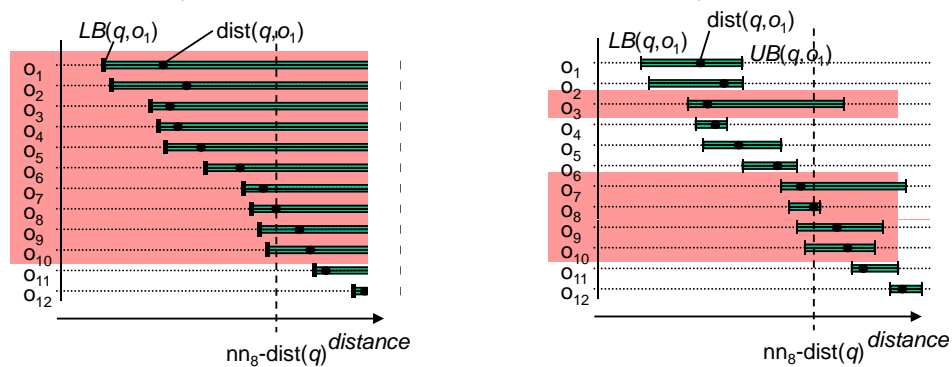 LB(q,o1) dist(q,o1)
o1
o2
o3
o4
o5
o6
o7
o8
o9
o10
o11
o12
nn8-dist(q) distance
dist(q,o1)
LB(q,o1) UB(q,o1)
o1
o2
o3
o4
o5
o6
o7
o8
o9
o10
o11
o12
nn8-dist(q) distance